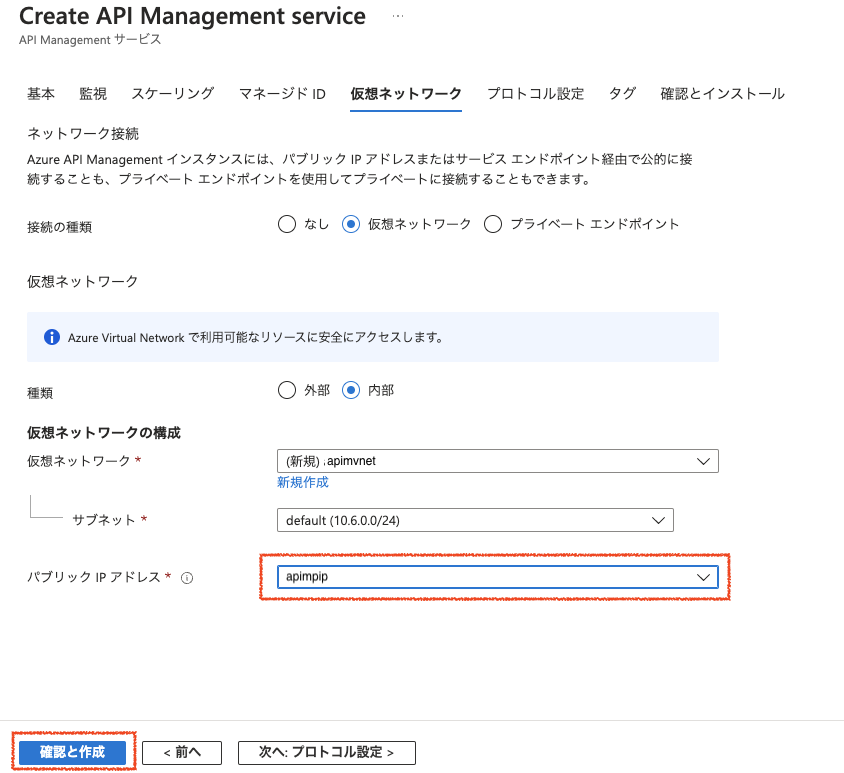 Create API Management service ...
API Management サービス
基本 監視 スケーリング マネージド ID 仮想ネットワーク プロトコル設定 タグ 確認とインストール
ネットワーク接続
Azure API Management インスタンスには、パブリック IP アドレスまたはサービス エンドポイント経由で公的に接
続することも、プライベート エンドポイントを使用してプライベートに接続することもできます。
接続の種類 なし 仮想ネットワーク プライベート エンドポイント
仮想ネットワーク
Azure Virtual Network で利用可能なリソースに安全にアクセスします。
種類 外部 内部
仮想ネットワークの構成
仮想ネットワーク * (新規) .apimvnet
新規作成
サブネット * default (10.6.0.0/24)
パブリック IP アドレス * apimpip
確認と作成 < 前へ 次へ: プロトコル設定 >